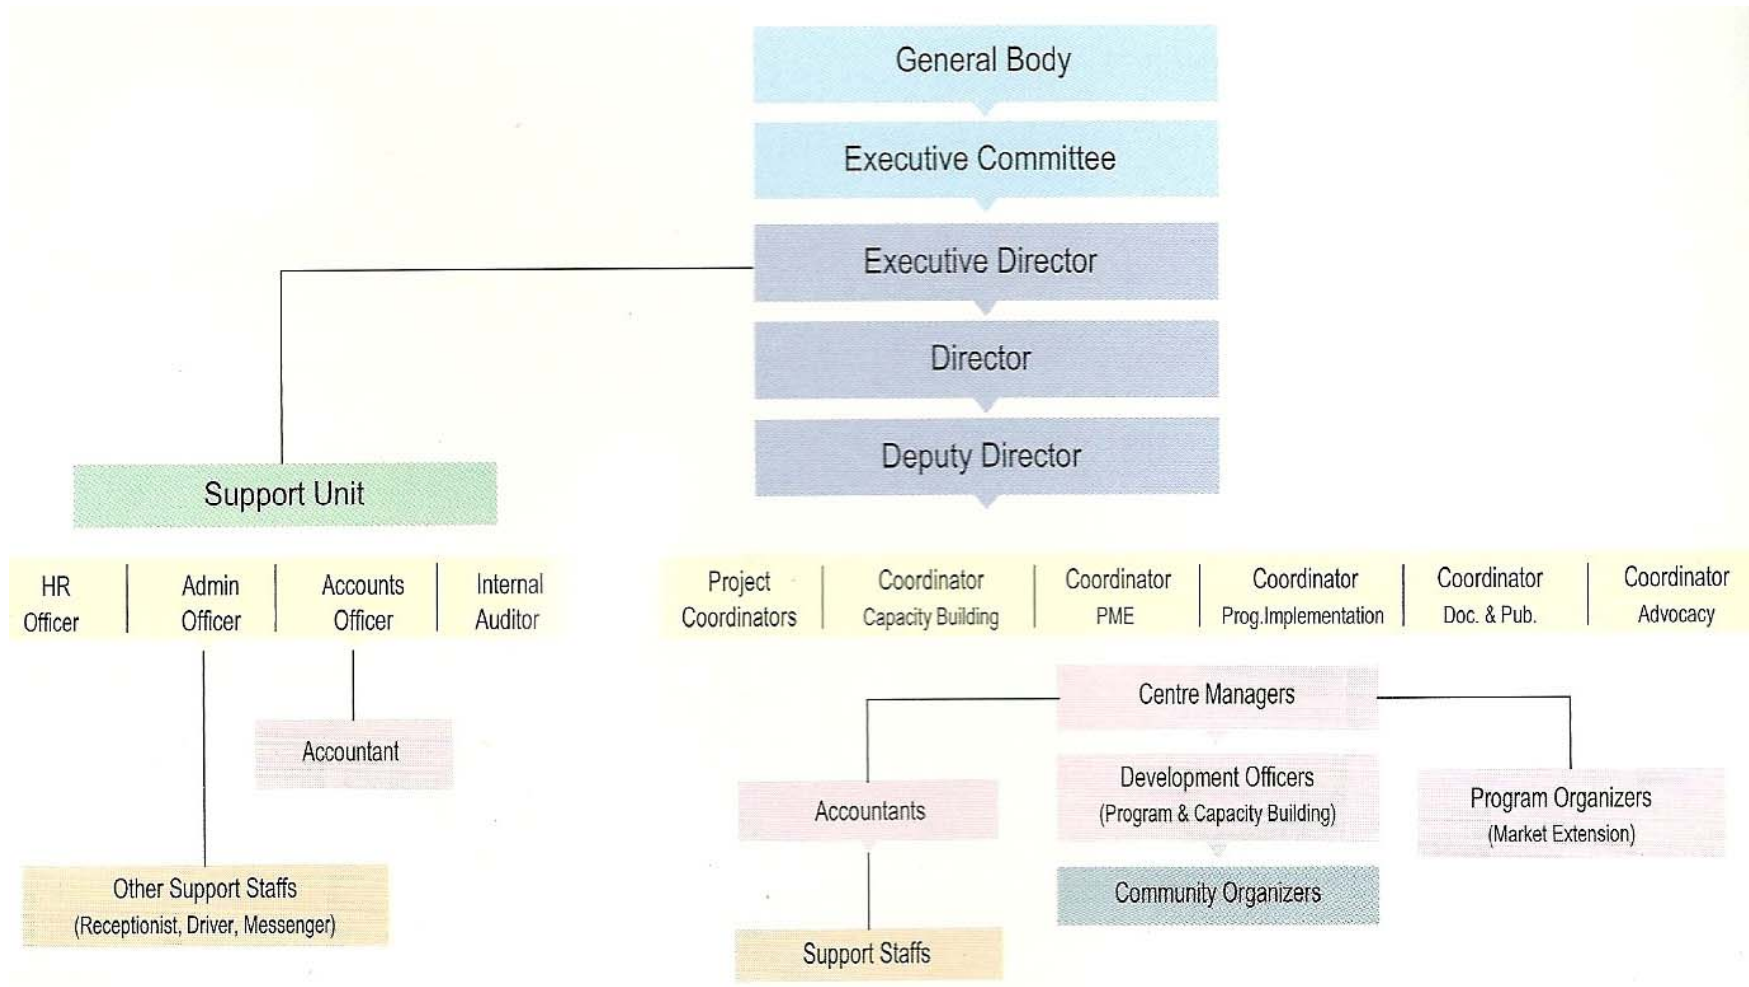 General Body
Executive Committee
Executive Director
Director
Deputy Director
Support Unit
HR
Officer
Admin
Officer
Accounts
Officer
Internal
Auditor
Project
Coordinators
Coordinator
Capacity Building
Coordinator
PME
Coordinator
Prog.Implementation
Coordinator
Doc. & Pub.
Coordinator
Advocacy
Centre Managers
Accountant
Development Officers
(Program & Capacity Building)
Accountants
Program Organizers
(Market Extension)
Other Support Staffs
(Receptionist, Driver, Messenger)
Community Organizers
Support Staffs